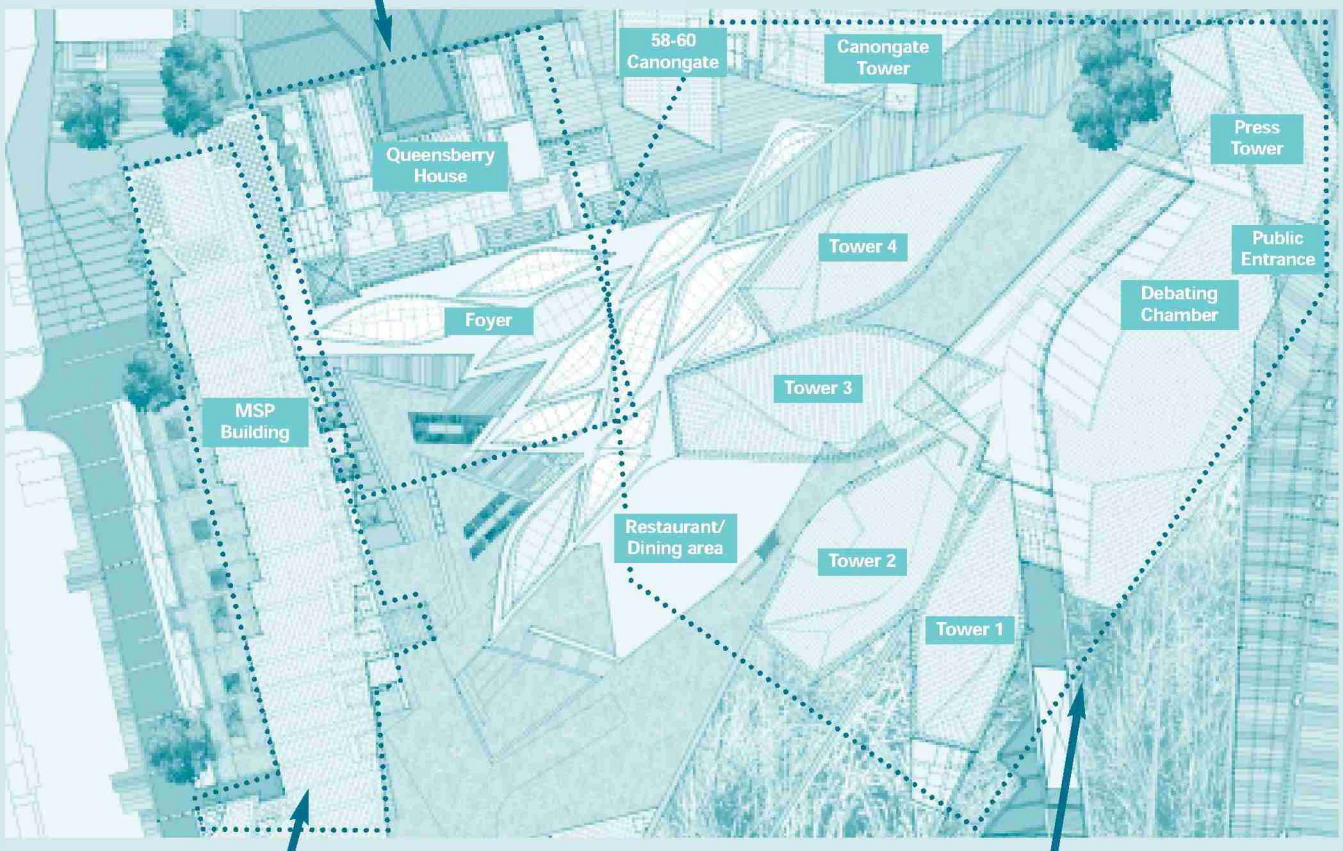 58-60
Canongate
Canongate
Tower
Press
Tower
Queensberry
House
Public
Entrance
Tower 4
Debating
Chamber
Foyer
Tower 3
MSP
Building
Restaurant/
Dining area
Tower 2
Tower 1